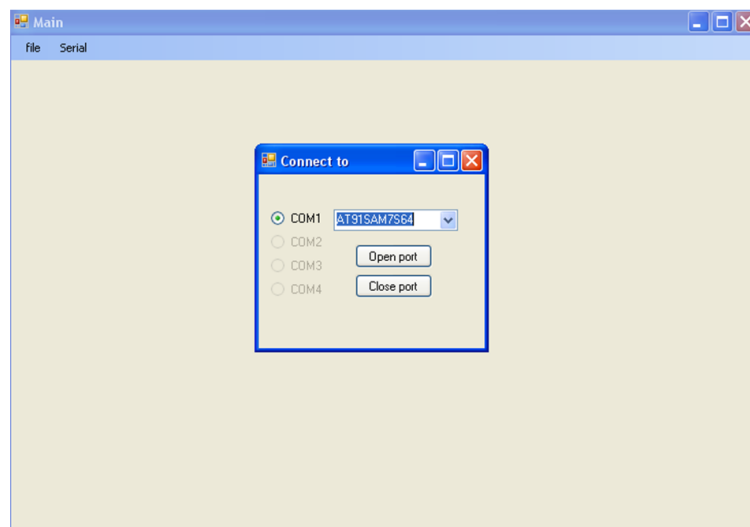 Main
file Serial
Connect to
COM1 AT91SAM7S64
COM2
Open port
COM3
Close port
COM4